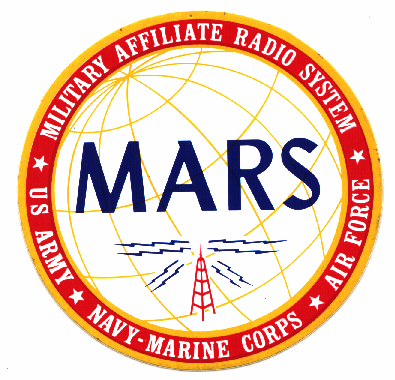 MILITARY AFFILIATE RADIO SYSTEM
MARS
US ARMY
NAVY-MARINE CORPS
AIR FORCE